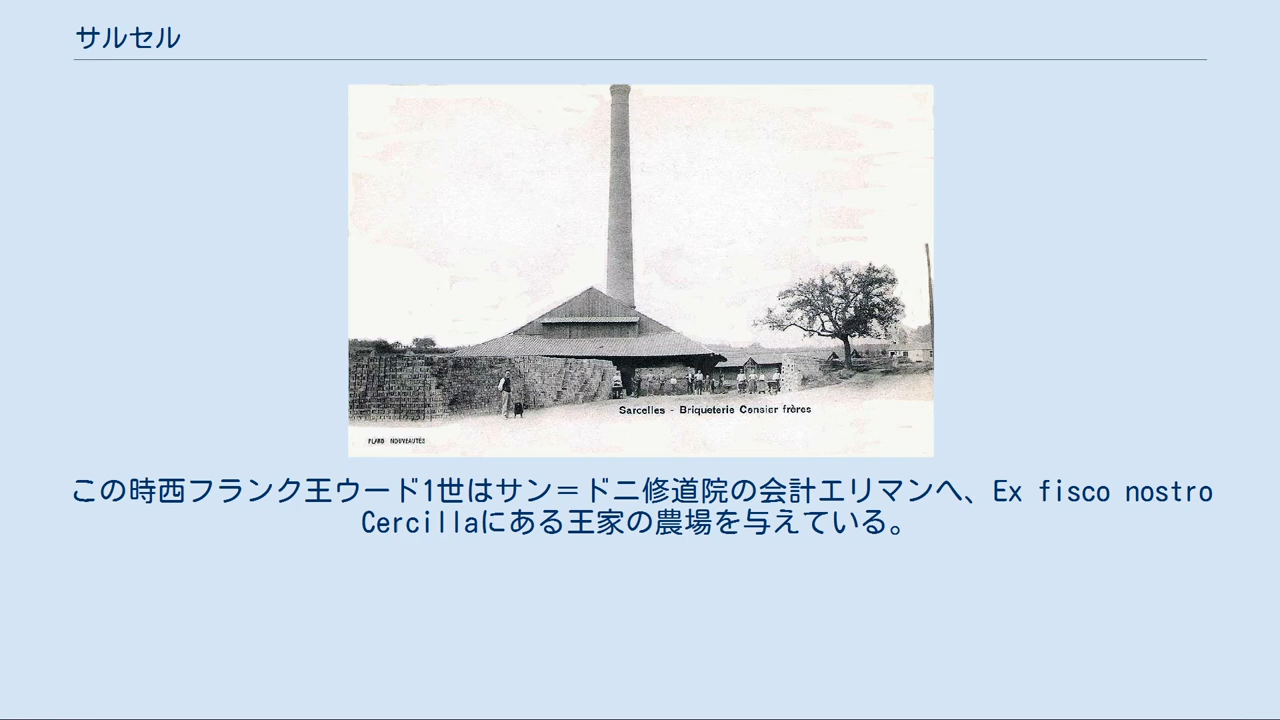 サルセル
Sarcelles - Briqueterie Censier frères
この時西フランク王ウード1世はサン＝ドニ修道院の会計エリマンへ、Ex fisco nostro
Cercillaにある王家の農場を与えている。